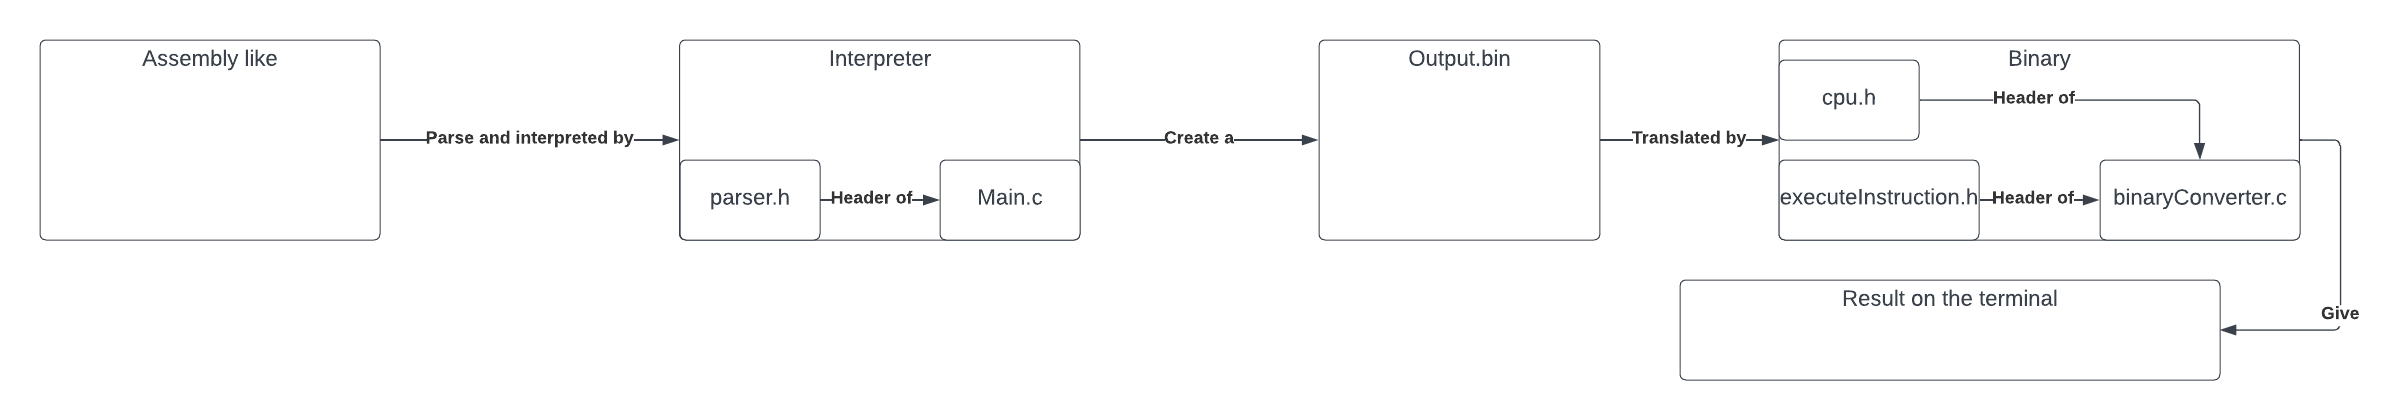 Assembly like
Parse and interpreted by
Interpreter
parser.h
Header of
Main.c
Create a
Output.bin
Translated by
Binary
cpu.h
Header of
executeInstruction.h
Header of
binaryConverter.c
Give
Result on the terminal